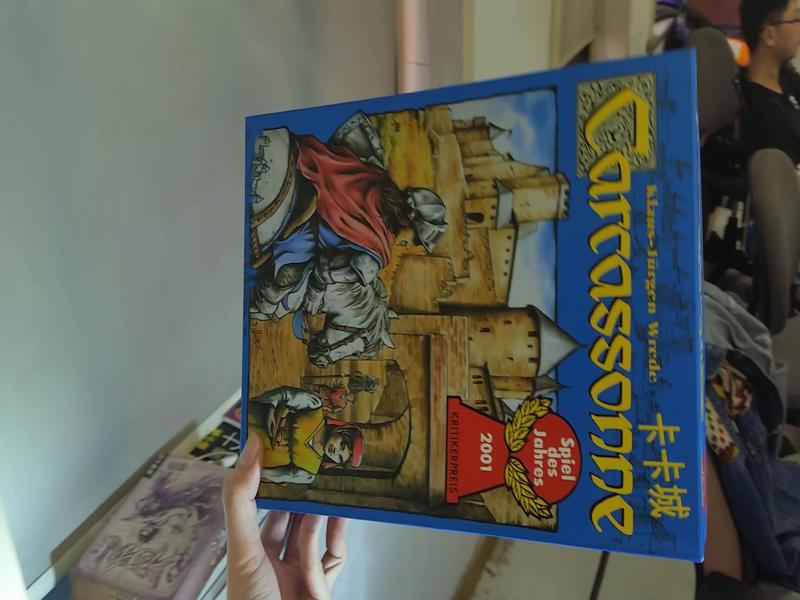 Klaus-Jürgen Wrede 卡卡城
Carcassonne
Spiel
des
Jahres
2001
KRITIKERPREIS